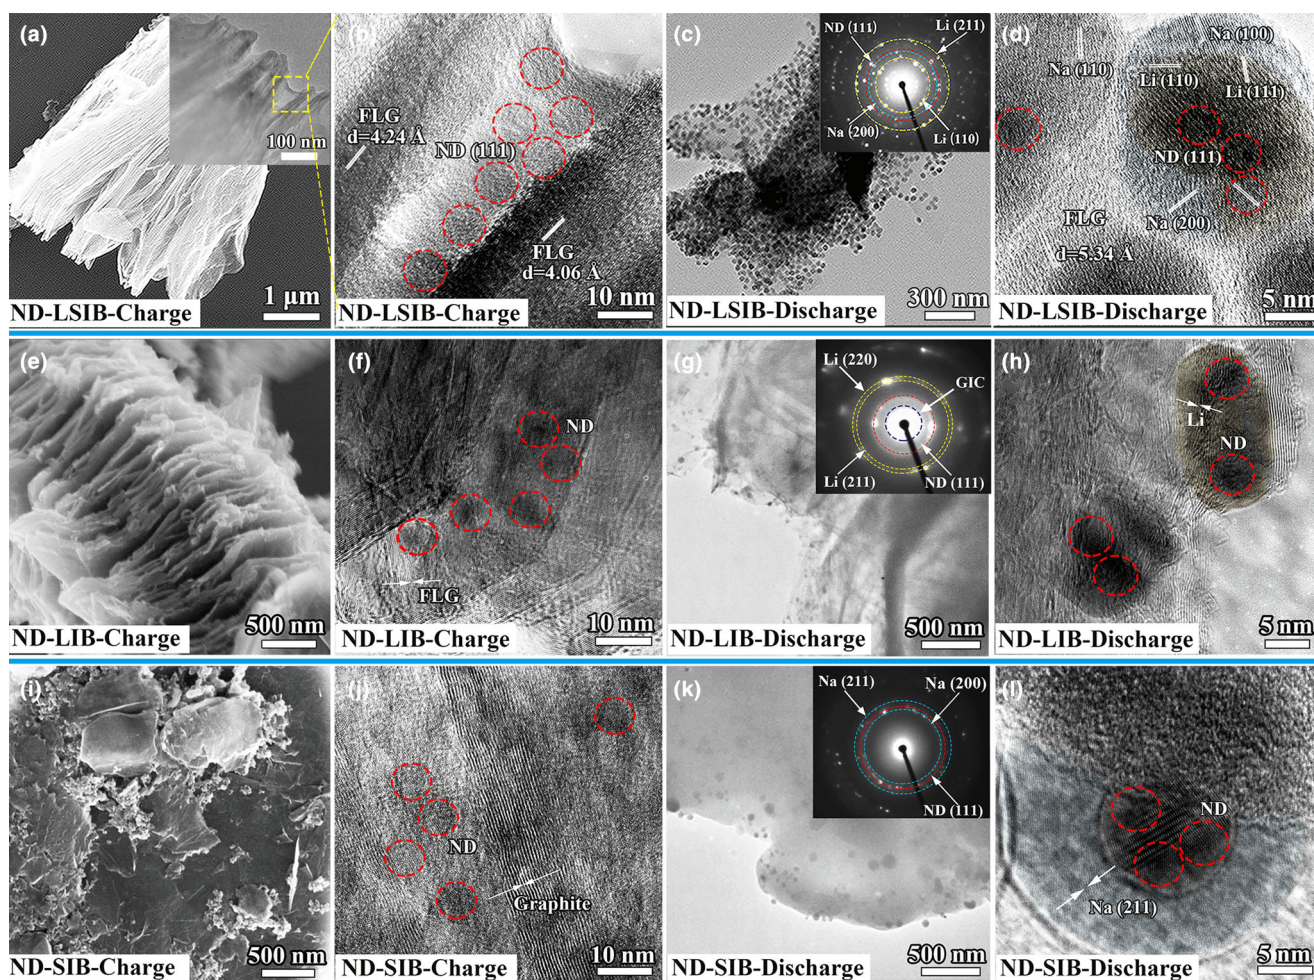 (a)
100 nm
1 μm
ND-LSIB-Charge
(b)
FLG
d=4.24 Å
ND (111)
FLG
d=4.06 Å
10 nm
ND-LSIB-Charge
(c)
ND (111)
Li (211)
Na (200)
Li (110)
300 nm
ND-LSIB-Discharge
(d)
Na (100)
Na (110)
Li (110)
Li (111)
ND (111)
Na (200)
FLG
d=5.34 Å
5 nm
ND-LSIB-Discharge
(e)
500 nm
ND-LIB-Charge
(f)
ND
FLG
10 nm
ND-LIB-Charge
(g)
Li (220)
GIC
Li (211)
ND (111)
500 nm
ND-LIB-Discharge
(h)
Li
ND
5 nm
ND-LIB-Discharge
(i)
500 nm
ND-SIB-Charge
(j)
ND
Graphite
10 nm
ND-SIB-Charge
(k)
Na (211)
Na (200)
ND (111)
500 nm
ND-SIB-Discharge
(l)
ND
Na (211)
5 nm
ND-SIB-Discharge